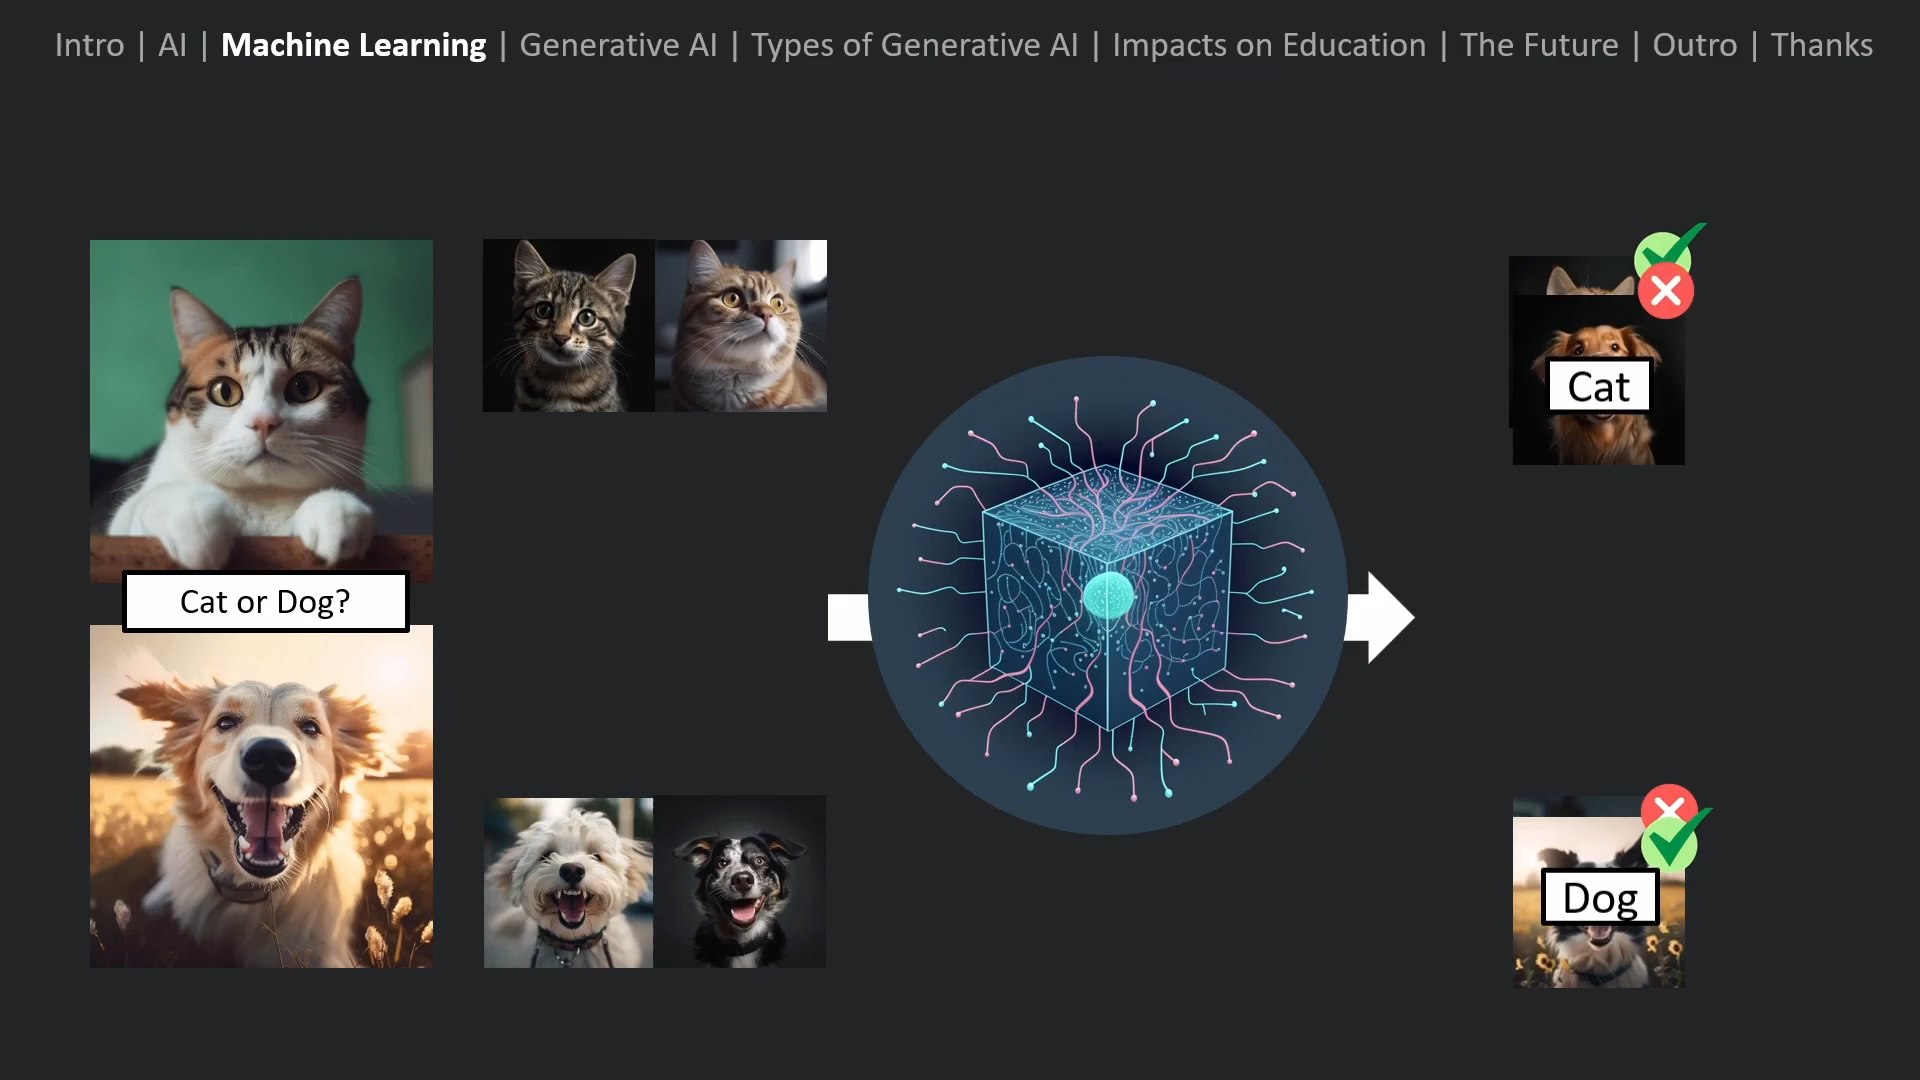 Intro | AI | Machine Learning | Generative AI | Types of Generative AI | Impacts on Education | The Future | Outro | Thanks
Cat or Dog?
Cat
Dog